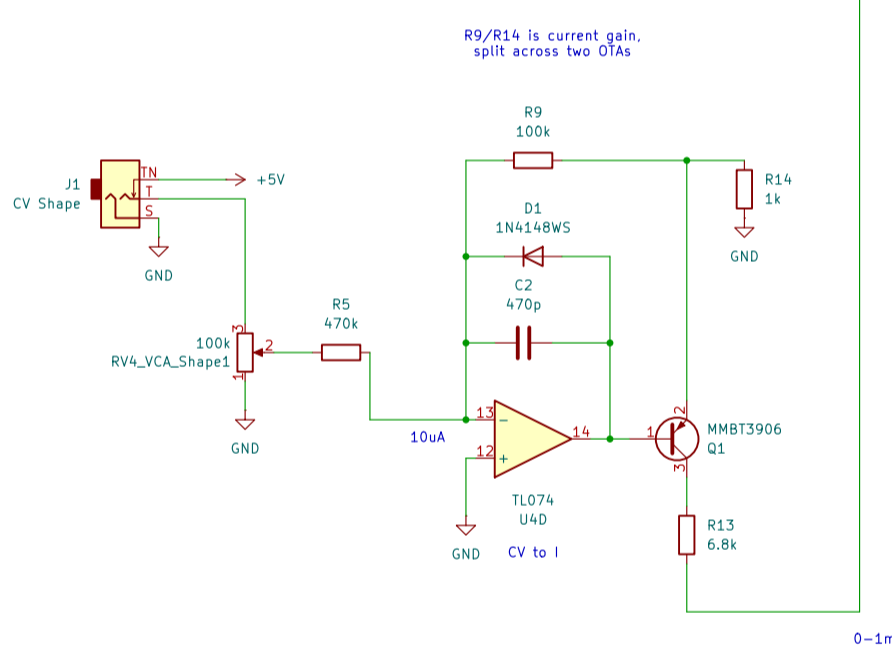 R9/R14 is current gain,
split across two OTAs
R9
100k
J1
CV Shape
TN
T
S
+5V
GND
R14
1k
GND
D1
1N4148WS
C2
470p
R5
470k
100k
RV4_VCA_Shape1
3
2
1
GND
10uA
13
12
14
TL074
U4D
GND
CV to I
1
2
3
MMBT3906
Q1
R13
6.8k
0-1m